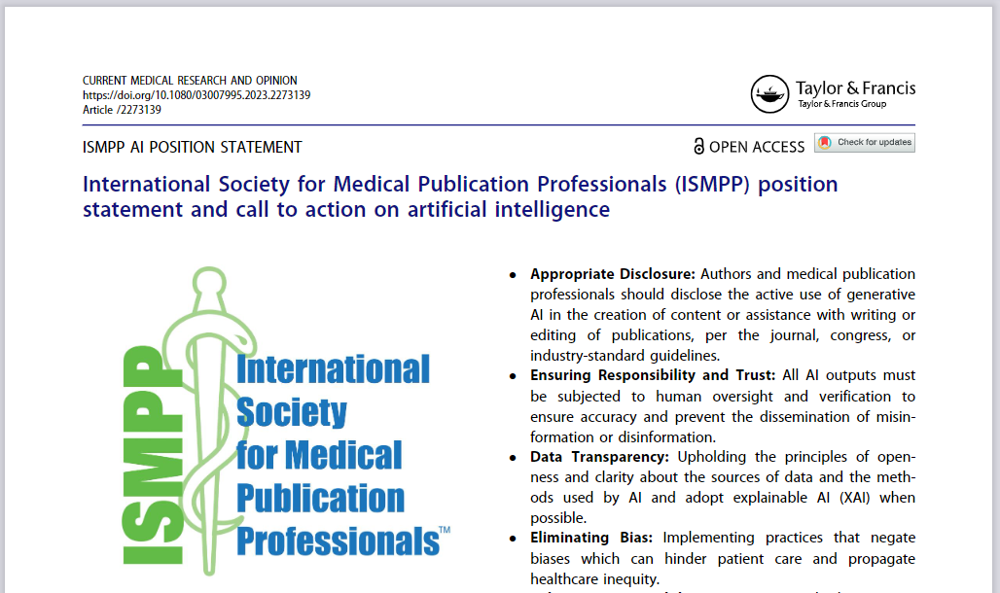 CURRENT MEDICAL RESEARCH AND OPINION
https://doi.org/10.1080/03007995.2023.2273139
Article /2273139
Taylor & Francis
Taylor & Francis Group
ISMPP AI POSITION STATEMENT
OPEN ACCESS
Check for updates
International Society for Medical Publication Professionals (ISMPP) position
statement and call to action on artificial intelligence
ISMPP
International
Society
for Medical
Publication
Professionals™
• Appropriate Disclosure: Authors and medical publication
professionals should disclose the active use of generative
AI in the creation of content or assistance with writing or
editing of publications, per the journal, congress, or
industry-standard guidelines.
• Ensuring Responsibility and Trust: All AI outputs must
be subjected to human oversight and verification to
ensure accuracy and prevent the dissemination of misin-
formation or disinformation.
• Data Transparency: Upholding the principles of open-
ness and clarity about the sources of data and the meth-
ods used by AI and adopt explainable AI (XAI) when
possible.
• Eliminating Bias: Implementing practices that negate
biases which can hinder patient care and propagate
healthcare inequity.